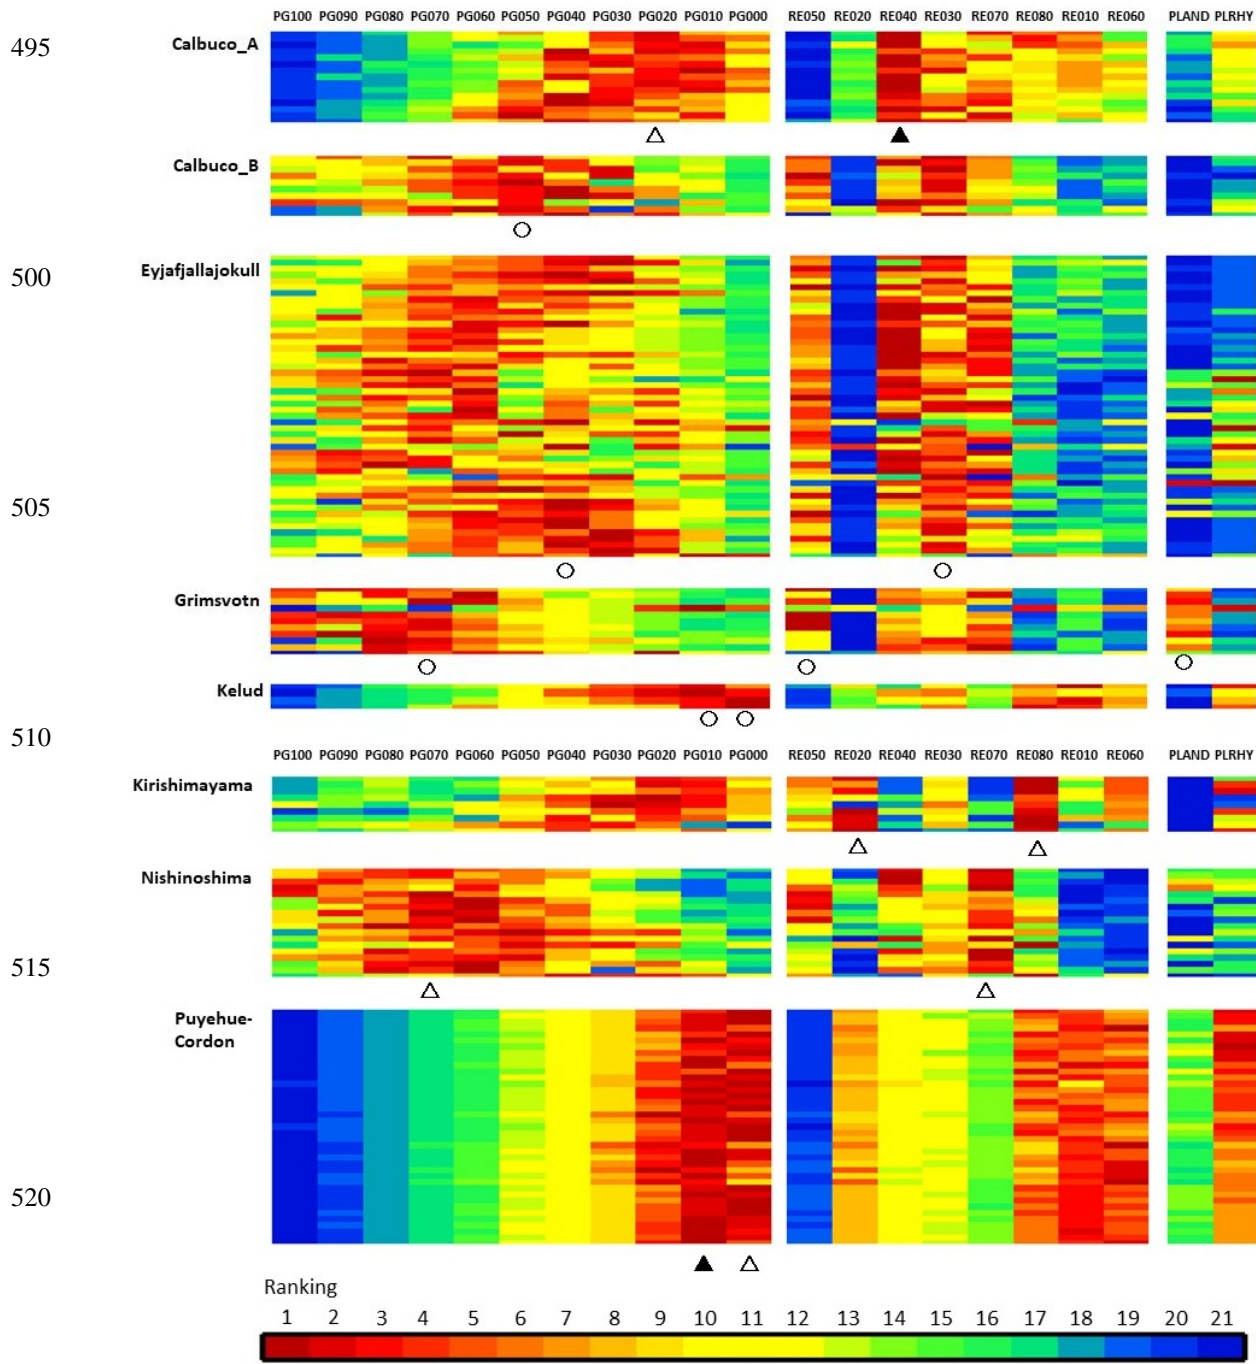 PG100 PG090 PG080 PG070 PG060 PG050 PG040 PG030 PG020 PG010 PG000 RE050 RE020 RE040 RE030 RE070 RE080 RE010 RE060 PLAND PLRHY
495
Calbuco_A
Calbuco_B
500
Eyjafjallajokull
505
Grimsvotn
Kelud
510
PG100 PG090 PG080 PG070 PG060 PG050 PG040 PG030 PG020 PG010 PG000 RE050 RE020 RE040 RE030 RE070 RE080 RE010 RE060 PLAND PLRHY
Kirishimayama
Nishinoshima
515
Puyehue-
Cordon
520
Ranking
1 2 3 4 5 6 7 8 9 10 11 12 13 14 15 16 17 18 19 20 21